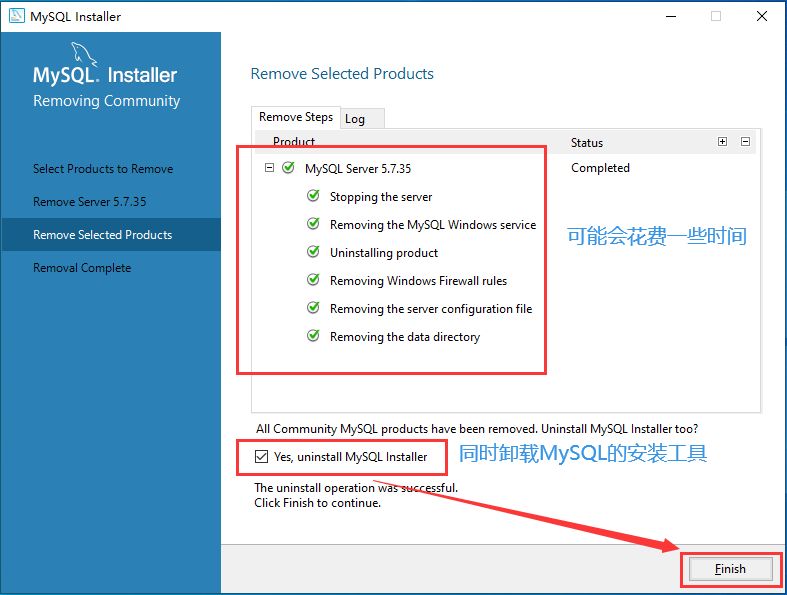 MySQL Installer
MySQL. Installer
Removing Community
Select Products to Remove
Remove Server 5.7.35
Remove Selected Products
Removal Complete
Remove Selected Products
Remove Steps
Log
Product
Status
MySQL Server 5.7.35
Completed
Stopping the server
Removing the MySQL Windows service
Uninstalling product
Removing Windows Firewall rules
Removing the server configuration file
Removing the data directory
可能会花费一些时间
All Community MySQL products have been removed. Uninstall MySQL Installer too?
Yes, uninstall MySQL Installer
同时卸载MySQL的安装工具
The uninstall operation was successful.
Click Finish to continue.
Finish